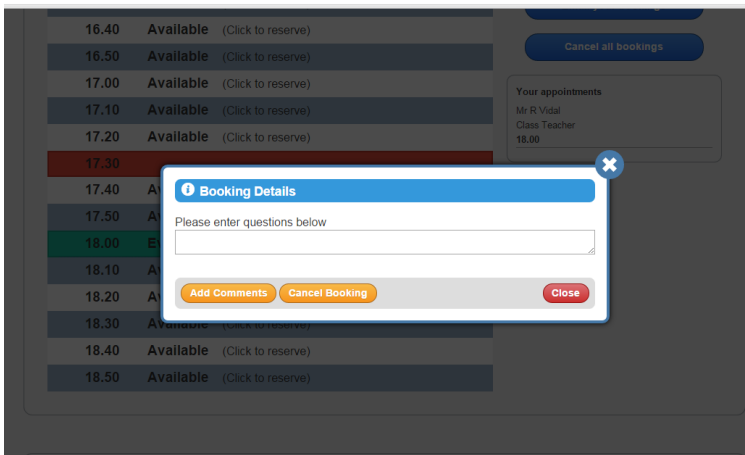 16.40 Available (Click to reserve)
16.50 Available (Click to reserve)
17.00 Available (Click to reserve)
17.10 Available (Click to reserve)
17.20 Available (Click to reserve)
17.30
17.40
17.50
18.00
18.10
18.20
18.30 Available (Click to reserve)
18.40 Available (Click to reserve)
18.50 Available (Click to reserve)
Cancel all bookings
Your appointments
Mr R Vidal
Class Teacher
18.00
Booking Details
Please enter questions below
Add Comments Cancel Booking Close